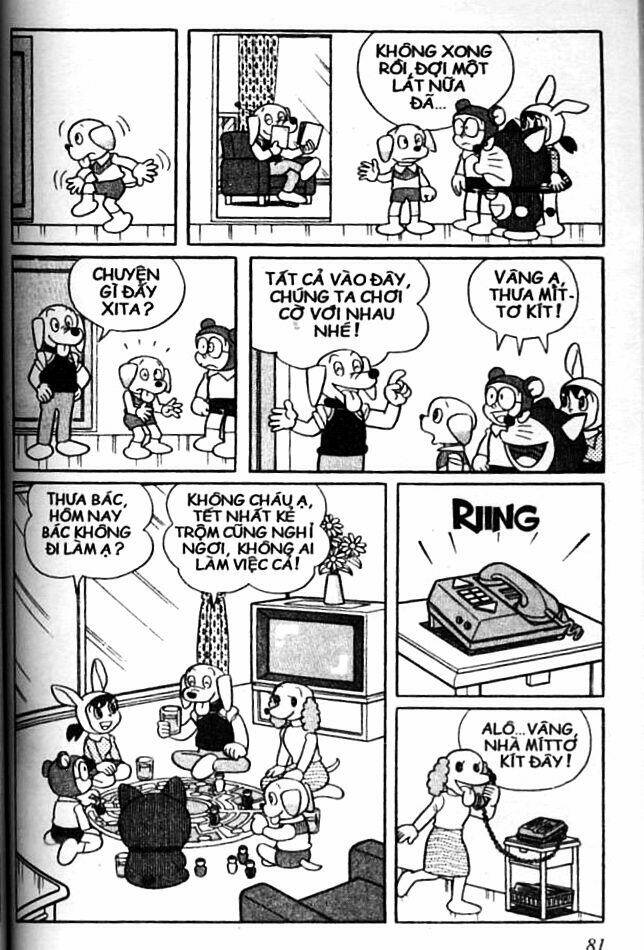 KHÔNG XONG
RỒI, ĐỢI MỘT
LÁT NỮA
ĐÃ...
CHUYỆN
GÌ ĐẤY
XITA?
TẤT CẢ VÀO ĐÂY,
CHÚNG TA CHƠI
CỜ VỚI NHAU
NHÉ!
VÂNG Ạ,
THƯA MÍT-
TƠ KÍT!
THƯA BÁC,
HÔM NAY
BÁC KHÔNG
ĐI LÀM Ạ?
KHÔNG CHÁU Ạ,
TẾT NHẤT KẺ
TRỘM CŨNG NGHỈ
NGƠI, KHÔNG AI
LÀM VIỆC CẢ!
RJING
ALÔ...VÂNG,
NHÀ MÍTTƠ
KÍT ĐÂY!
81